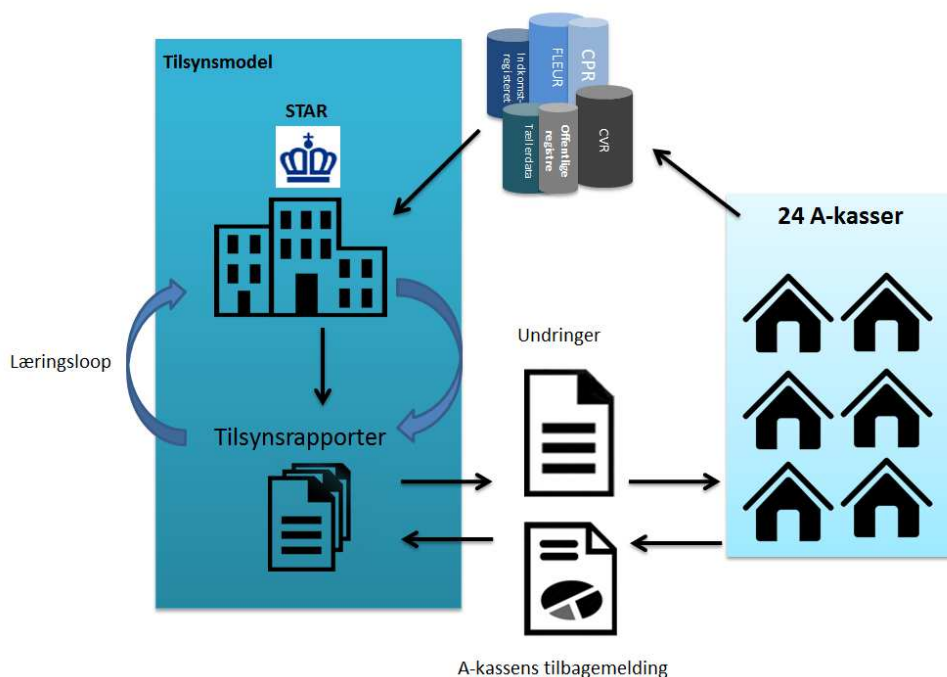 Tilsynsmodel
STAR
Indkomst-
registeret
FLEUR
CPR
Tællerdata
Offentlige
registre
CVR
24 A-kasser
Læringsloop
Undringer
Tilsynsrapporter
A-kassens tilbagemelding